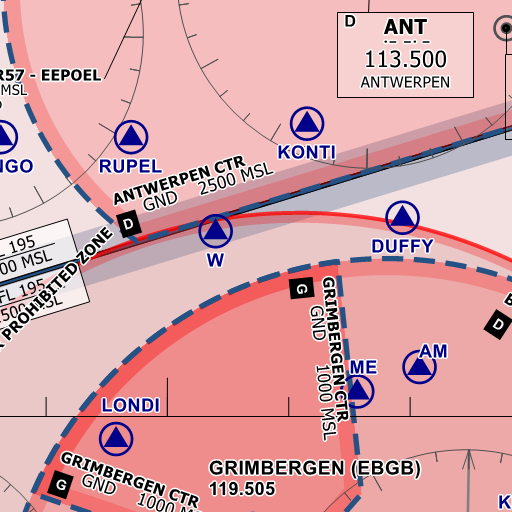 D
ANT
113.500
ANTWERPEN
R57 - EEPOEL
MSL
NGO
RUPEL
KONTI
ANTWERPEN CTR
GND 2500 MSL
D
W
DUFFY
195
00 MSL
FL 195
500 MSL
PROHIBITED ZONE
G
GRIMBERGEN CTR
GND 1000 MSL
D
ME
AM
LONDI
GRIMBERGEN (EBGB)
119.505
GRIMBERGEN CTR
GND 1000 M
G
K